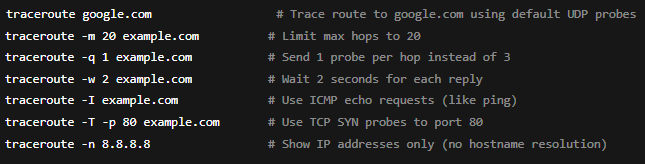 traceroute google.com # Trace route to google.com using default UDP probes
traceroute -m 20 example.com # Limit max hops to 20
traceroute -q 1 example.com # Send 1 probe per hop instead of 3
traceroute -w 2 example.com # Wait 2 seconds for each reply
traceroute -I example.com # Use ICMP echo requests (like ping)
traceroute -T -p 80 example.com # Use TCP SYN probes to port 80
traceroute -n 8.8.8.8 # Show IP addresses only (no hostname resolution)